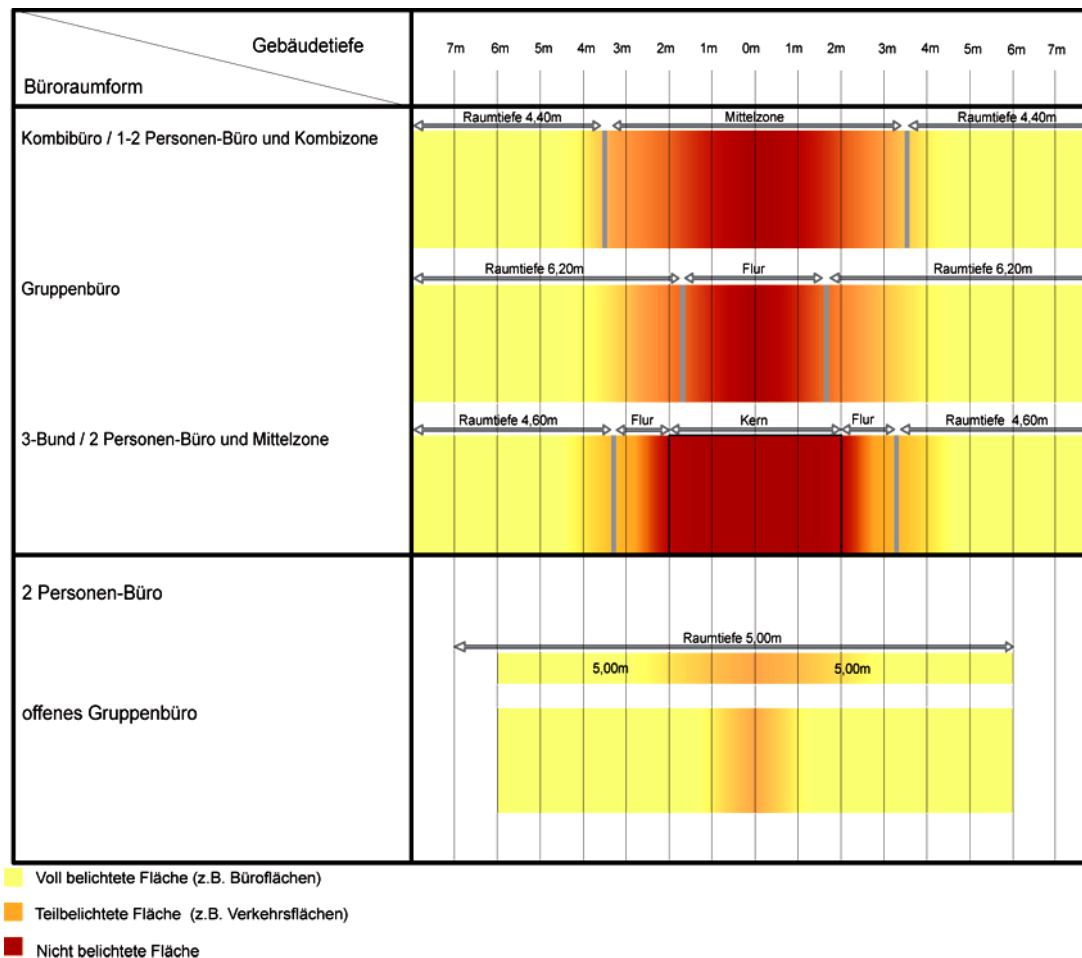 Gebäudetiefe
Büroraumform
7m 6m 5m 4m 3m 2m 1m 0m 1m 2m 3m 4m 5m 6m 7m
Raumtiefe 4,40m Mittelzone Raumtiefe 4,40m
Kombibüro / 1-2 Personen-Büro und Kombizone
Raumtiefe 6,20m Flur Raumtiefe 6,20m
Gruppenbüro
Raumtiefe 4,60m Flur Kern Flur Raumtiefe 4,60m
3-Bund / 2 Personen-Büro und Mittelzone
2 Personen-Büro
Raumtiefe 5,00m
5,00m 5,00m
offenes Gruppenbüro
Voll belichtete Fläche (z.B. Büroflächen)
Teilbelichtete Fläche (z.B. Verkehrsflächen)
Nicht belichtete Fläche